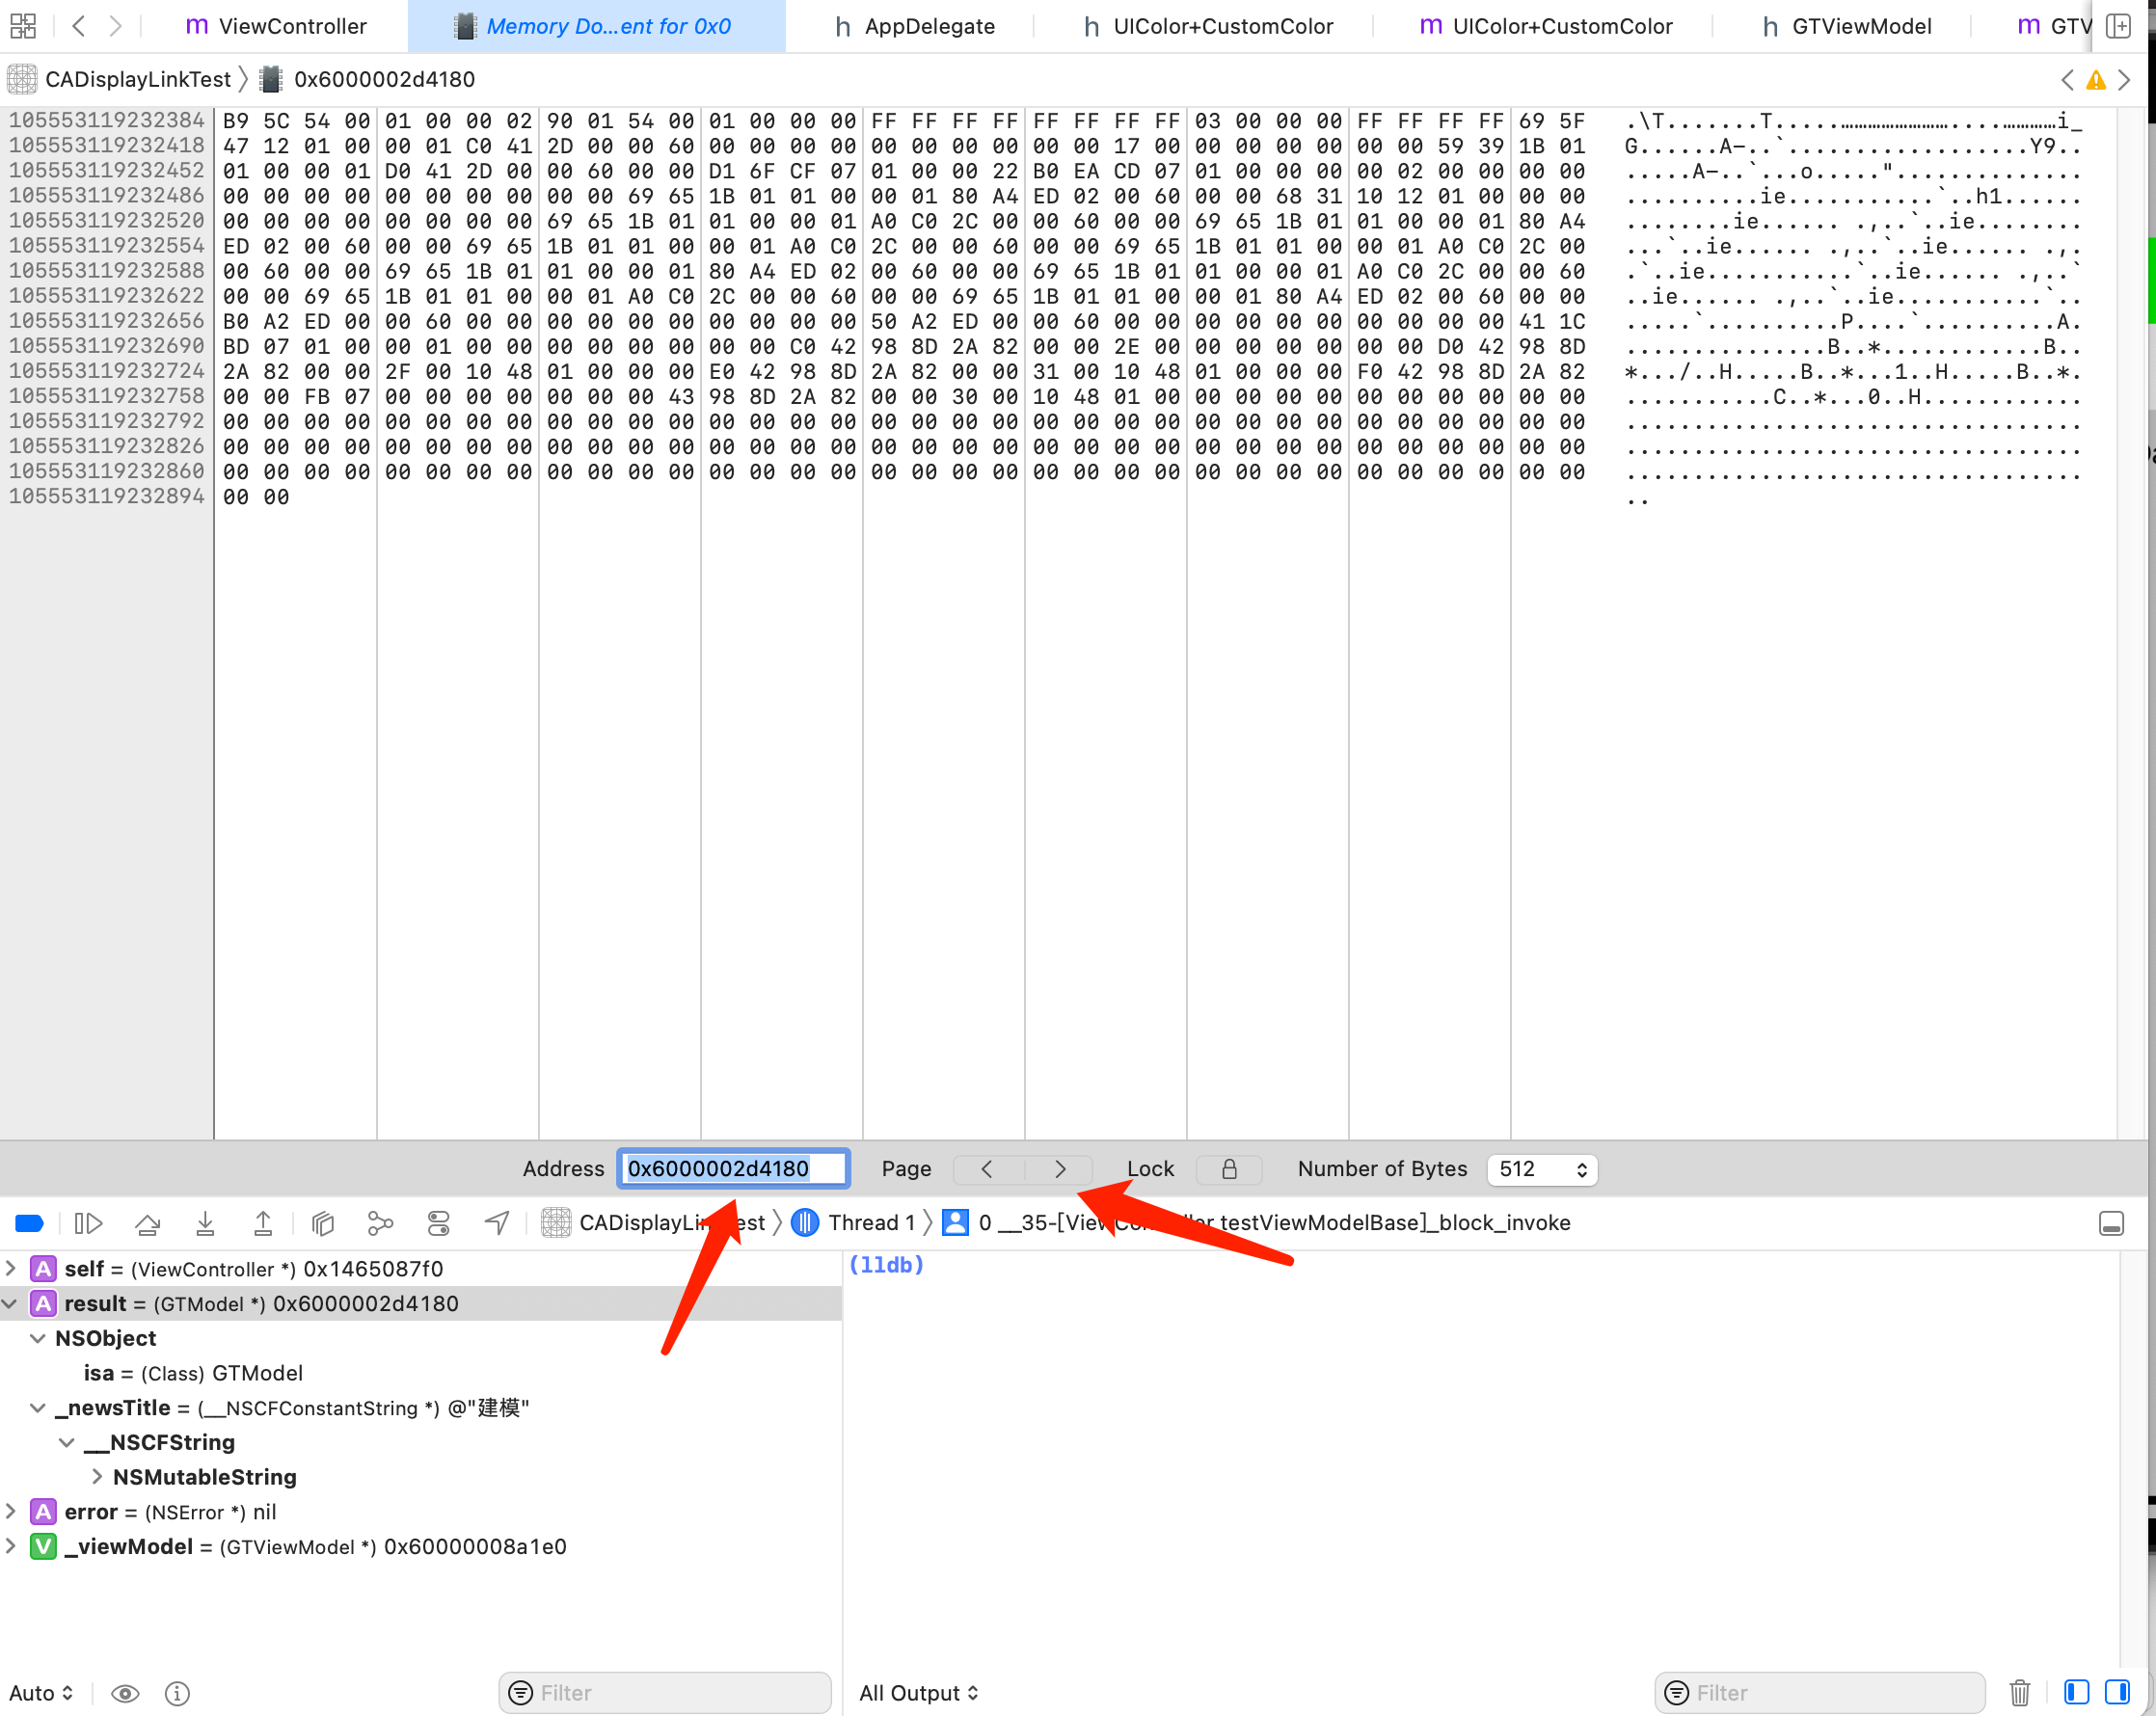 ViewController Memory Do...ent for 0x0 h AppDelegate h UIColor+CustomColor m UIColor+CustomColor h GTViewModel m GTV
CADisplayLinkTest 0x6000002d4180
105553119232384 B9 5C 54 00 01 00 00 02 90 01 54 00 01 00 00 00 FF FF FF FF FF FF FF FF 03 00 00 00 FF FF FF FF 69 5F
105553119232418 47 12 01 00 00 01 C0 41 2D 00 00 60 00 00 00 00 00 00 00 00 00 00 17 00 00 00 00 00 00 00 59 39 1B 01
105553119232452 01 00 00 01 D0 41 2D 00 00 60 00 00 D1 6F CF 07 01 00 00 22 B0 EA CD 07 01 00 00 00 00 02 00 00 00 00
105553119232486 00 00 00 00 00 00 00 00 00 00 69 65 1B 01 01 00 00 01 80 A4 ED 02 00 60 00 00 68 31 10 12 01 00 00 00
105553119232520 00 00 00 00 00 00 00 00 69 65 1B 01 01 00 00 01 A0 C0 2C 00 00 60 00 00 69 65 1B 01 01 00 00 01 80 A4
105553119232554 ED 02 00 60 00 00 69 65 1B 01 01 00 00 01 A0 C0 2C 00 00 60 00 00 69 65 1B 01 01 00 00 01 A0 C0 2C 00
105553119232588 00 60 00 00 69 65 1B 01 01 00 00 01 80 A4 ED 02 00 60 00 00 69 65 1B 01 01 00 00 01 A0 C0 2C 00 00 60
105553119232622 00 00 69 65 1B 01 01 00 00 01 A0 C0 2C 00 00 60 00 00 69 65 1B 01 01 00 00 01 80 A4 ED 02 00 60 00 00
105553119232656 B0 A2 ED 00 00 60 00 00 00 00 00 00 00 00 00 00 50 A2 ED 00 00 60 00 00 00 00 00 00 00 00 00 00 41 1C
105553119232690 BD 07 01 00 00 01 00 00 00 00 00 00 00 00 C0 42 98 8D 2A 82 00 00 2E 00 00 00 00 00 00 00 D0 42 98 8D
105553119232724 2A 82 00 00 2F 00 10 48 01 00 00 00 E0 42 98 8D 2A 82 00 00 31 00 10 48 01 00 00 00 F0 42 98 8D 2A 82
105553119232758 00 00 FB 07 00 00 00 00 00 00 00 43 98 8D 2A 82 00 00 30 00 10 48 01 00 00 00 00 00 00 00 00 00 00 00
105553119232792 00 00 00 00 00 00 00 00 00 00 00 00 00 00 00 00 00 00 00 00 00 00 00 00 00 00 00 00 00 00 00 00 00 00
105553119232826 00 00 00 00 00 00 00 00 00 00 00 00 00 00 00 00 00 00 00 00 00 00 00 00 00 00 00 00 00 00 00 00 00 00
105553119232860 00 00 00 00 00 00 00 00 00 00 00 00 00 00 00 00 00 00 00 00 00 00 00 00 00 00 00 00 00 00 00 00 00 00
105553119232894 00 00
Address 0x6000002d4180 Page < > Lock Number of Bytes 512
Thread 1 0 __35-[ testViewModelBase]_block_invoke
self = (ViewController *) 0x1465087f0
result = (GTModel *) 0x6000002d4180
NSObject
isa = (Class) GTModel
_newsTitle = (__NSCFConstantString *) @"建模"
__NSCFString
NSMutableString
error = (NSError *) nil
_viewModel = (GTViewModel *) 0x60000008a1e0
(lldb)
Auto Filter All Output Filter